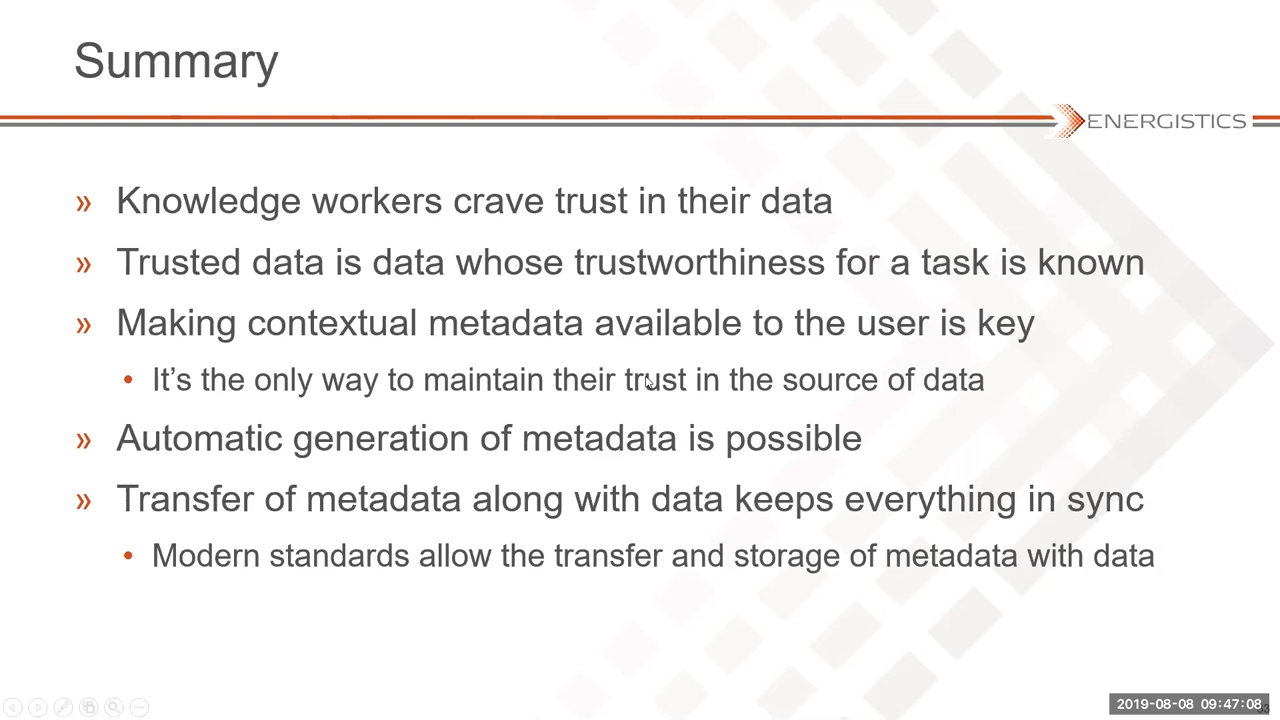 Summary
ENERGISTICS
» Knowledge workers crave trust in their data
» Trusted data is data whose trustworthiness for a task is known
» Making contextual metadata available to the user is key
• It’s the only way to maintain their trust in the source of data
» Automatic generation of metadata is possible
» Transfer of metadata along with data keeps everything in sync
• Modern standards allow the transfer and storage of metadata with data
2019-08-08 09:47:08